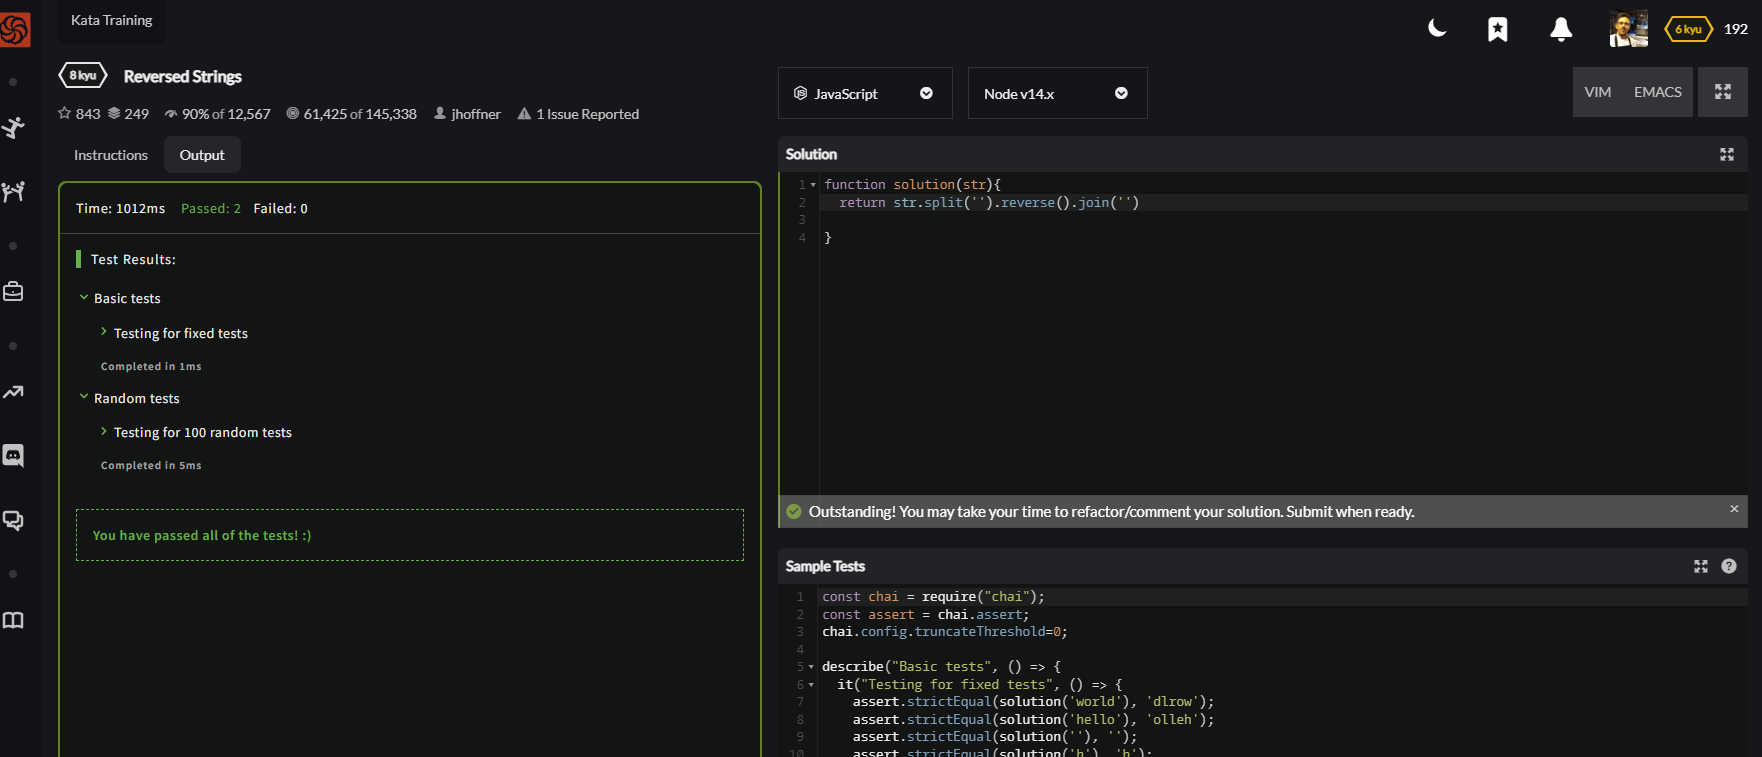 Kata Training
6 kyu 192
8 kyu Reversed Strings
843 249 90% of 12,567 61,425 of 145,338 jhoffner 1 Issue Reported
Instructions Output
Time: 1012ms Passed: 2 Failed: 0
Test Results:
Basic tests
Testing for fixed tests
Completed in 1ms
Random tests
Testing for 100 random tests
Completed in 5ms
You have passed all of the tests! :)
JavaScript Node v14.x VIM EMACS
Solution
1 function solution(str){
2 return str.split('').reverse().join('')
3
4 }
Outstanding! You may take your time to refactor/comment your solution. Submit when ready.
Sample Tests
1 const chai = require("chai");
2 const assert = chai.assert;
3 chai.config.truncateThreshold=0;
4
5 describe("Basic tests", () => {
6 it("Testing for fixed tests", () => {
7 assert.strictEqual(solution('world'), 'dlrow');
8 assert.strictEqual(solution('hello'), 'olleh');
9 assert.strictEqual(solution(''), '');
10 assert.strictEqual(solution('h'), 'h');